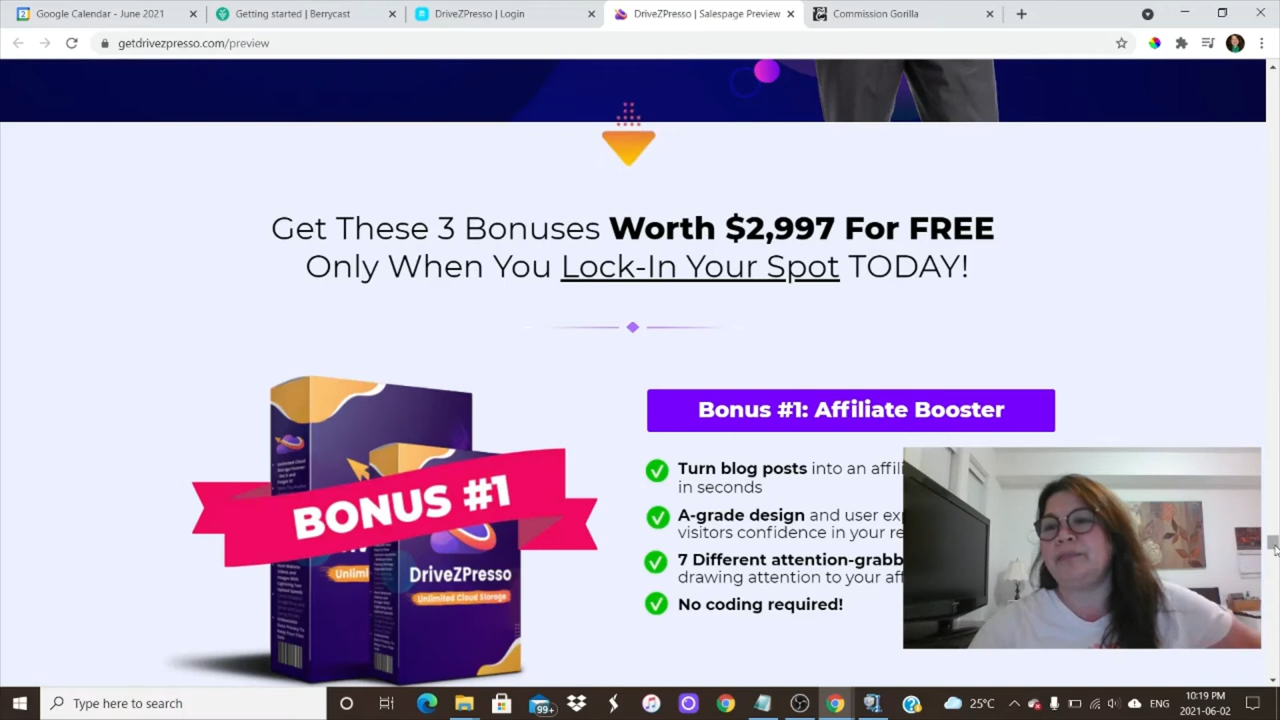 Google Calendar - June 2021
Getting started | Berrycast
DriveZPresso | Login
DriveZPresso | Salespage Preview
Commission Gorilla
getdrivezpresso.com/preview
Get These 3 Bonuses Worth $2,997 For FREE
Only When You Lock-In Your Spot TODAY!
Bonus #1: Affiliate Booster
Turn blog posts into an affili
in seconds
A-grade design and user exp
visitors confidence in your re
7 Different attention-grabb
drawing attention to your aff
No coding required!
BONUS #1
Unlim
DriveZPresso
Unlimited Cloud Storage
Type here to search
99+
25°C
ENG
10:19 PM
2021-06-02